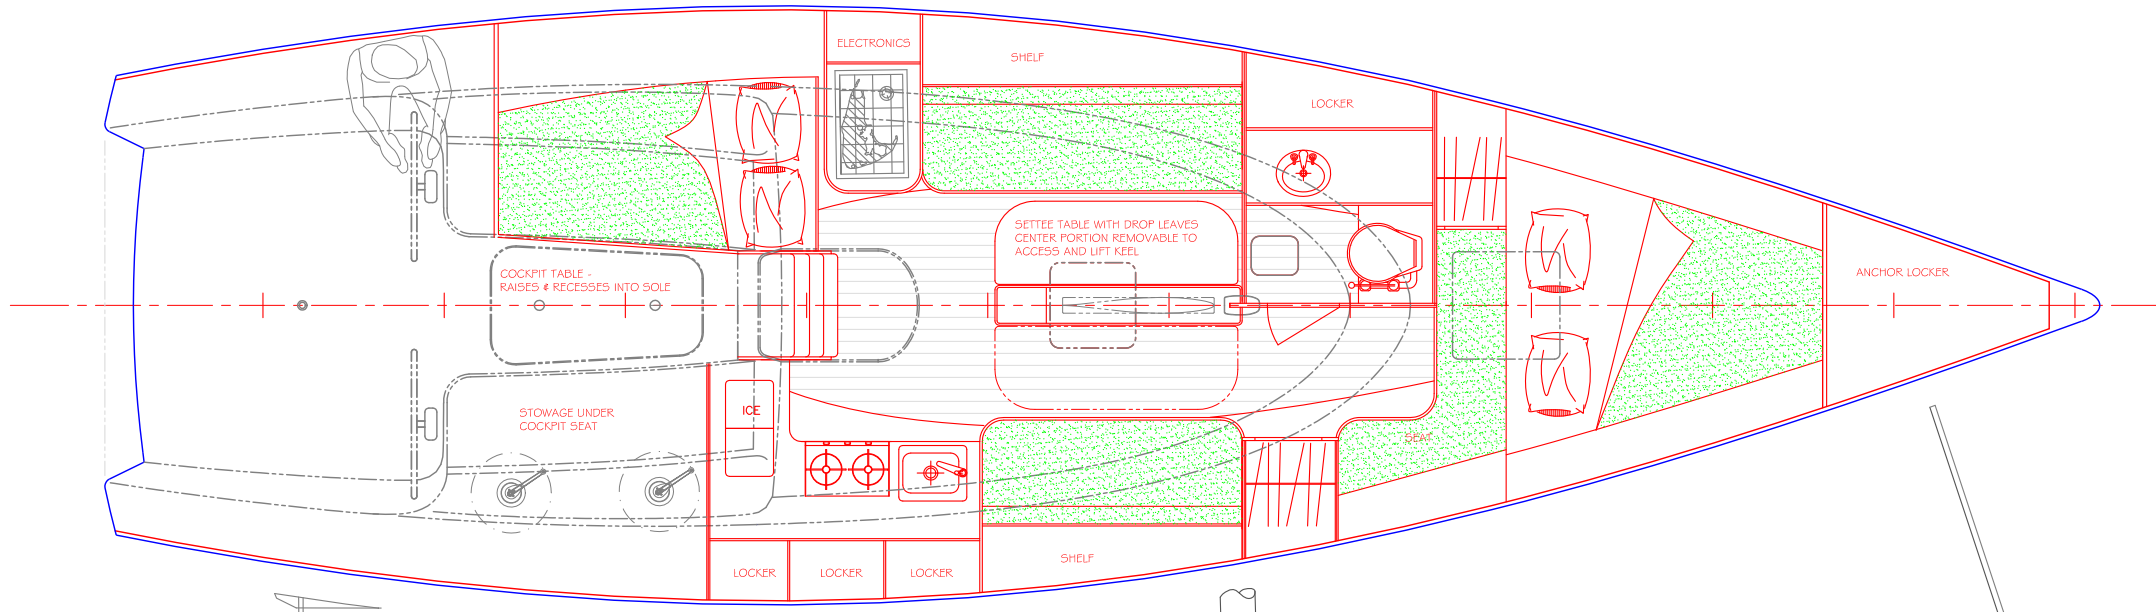 ELECTRONICS
SHELF
LOCKER
SETTEE TABLE WITH DROP LEAVES
CENTER PORTION REMOVABLE TO
ACCESS AND LIFT KEEL
COCKPIT TABLE -
RAISES & RECESSES INTO SOLE
ANCHOR LOCKER
STOWAGE UNDER
COCKPIT SEAT
ICE
SEAT
SHELF
LOCKER
LOCKER
LOCKER